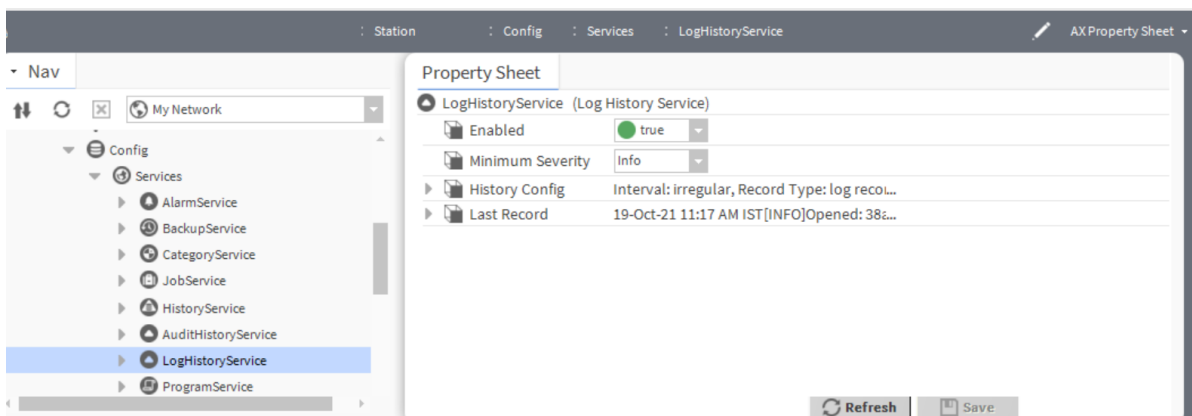 : Station : Config : Services : LogHistoryService AX Property Sheet
Nav
My Network
Config
Services
AlarmService
BackupService
CategoryService
JobService
HistoryService
AuditHistoryService
LogHistoryService
ProgramService
Property Sheet
LogHistoryService (Log History Service)
Enabled true
Minimum Severity Info
History Config Interval: irregular, Record Type: log recor...
Last Record 19-Oct-21 11:17 AM IST[INFO]Opened: 38a...
Refresh Save